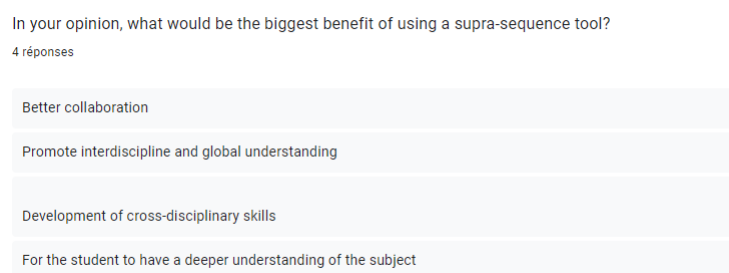 In your opinion, what would be the biggest benefit of using a supra-sequence tool?
4 réponses
Better collaboration
Promote interdiscipline and global understanding
Development of cross-disciplinary skills
For the student to have a deeper understanding of the subject